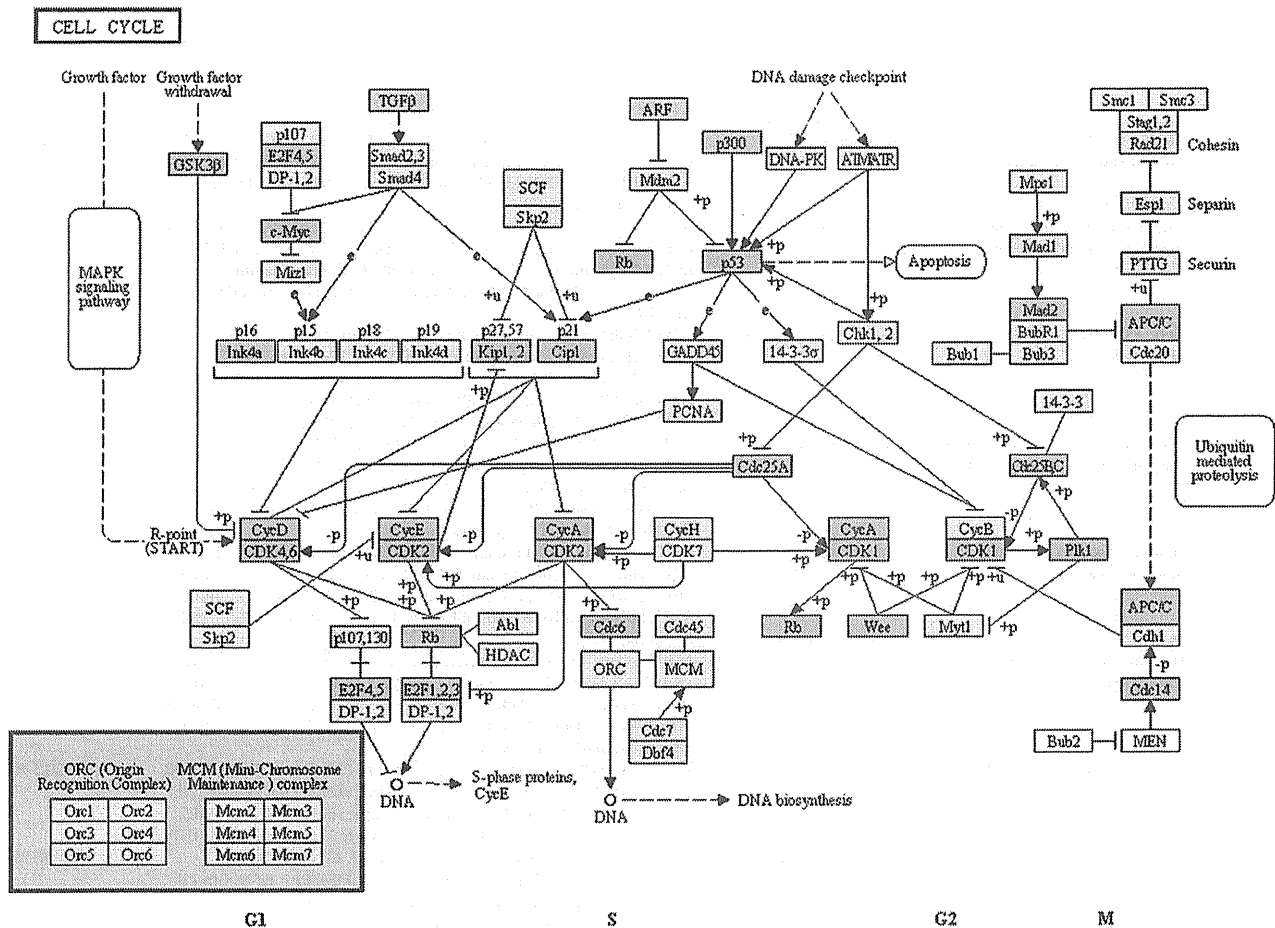 CELL CYCLE
Growth factor
Growth factor
withdrawal
DNA damage checkpoint
TGFβ
ARF
p300
DNA-PK
ATM/ATR
Smc1
Smc3
Stag1,2
Rad21
Cohesin
p107
E2F4,5
DP-1,2
GSK3β
Smad2,3
Smad4
SCF
Skp2
Mdm2
+p
Mps1
+p
Esp1
Separin
c-Myc
Miz1
MAPK
signaling
pathway
Rb
p53
+p
Apoptosis
Mad1
PTTG
Securin
+u
e
e
e
e
+u
+u
e
e
e
+p
p16
Ink4a
p15
Ink4b
p18
Ink4c
p19
Ink4d
p27,57
Kip1, 2
p21
Cip1
GADD45
14-3-3σ
Chk1, 2
Mad2
BubR1
Bub3
Bub1
APC/C
Cdc20
+p
PCNA
14-3-3
+p
Cdc25A
+p
Cdc25B,C
Ubiquitin
mediated
proteolysis
R-point
(START)
+p
CycD
CDK4,6
-p
+u
CycE
CDK2
-p
CycA
CDK2
-p
+p
CycH
CDK7
-p
+p
CycA
CDK1
CycB
CDK1
-p
+p
+p
Plk1
+p
+p
+p
+p
+p
+p
+p
+p
+p
+p
+u
SCF
Skp2
p107,130
Rb
Abl
HDAC
Cdc6
Cdc45
ORC
MCM
+p
Rb
Wee
Myt1
+p
APC/C
Cdh1
-p
Cdc14
E2F4,5
DP-1,2
E2F1,2,3
DP-1,2
+p
Cdc7
Dbf4
Bub2
MEN
DNA
S-phase proteins,
CycE
DNA
DNA biosynthesis
ORC (Origin
Recognition Complex)
MCM (Mini-Chromosome
Maintenance ) complex
Orc1
Orc2
Mcm2
Mcm3
Orc3
Orc4
Mcm4
Mcm5
Orc5
Orc6
Mcm6
Mcm7
G1
S
G2
M